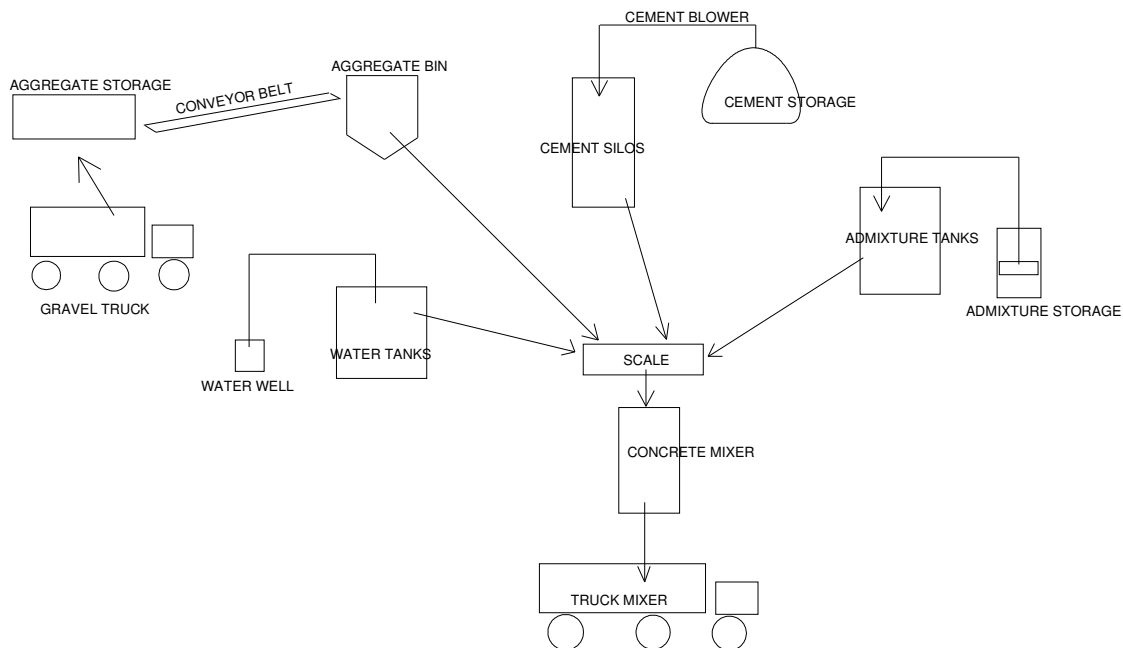 CEMENT BLOWER
AGGREGATE BIN
AGGREGATE STORAGE
CONVEYOR BELT
CEMENT STORAGE
CEMENT SILOS
ADMIXTURE TANKS
GRAVEL TRUCK
ADMIXTURE STORAGE
WATER TANKS
SCALE
WATER WELL
CONCRETE MIXER
TRUCK MIXER